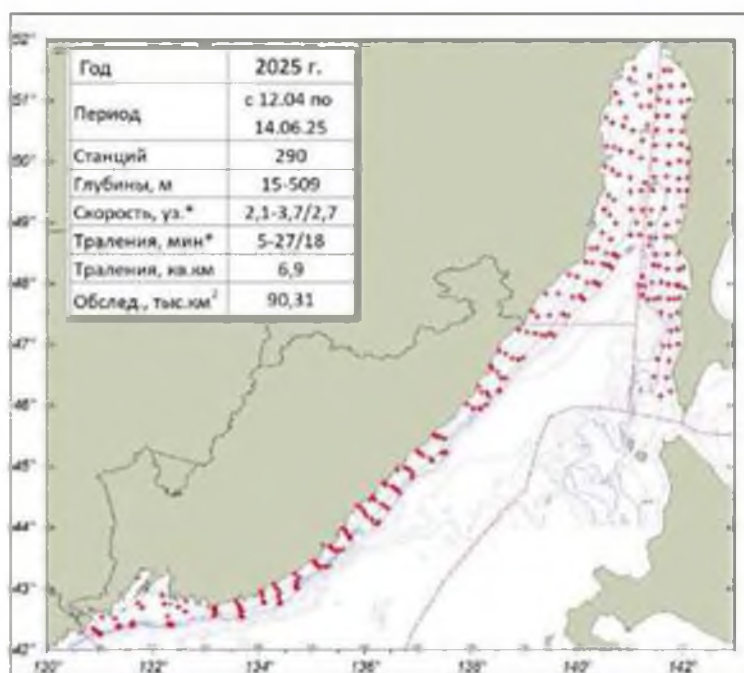 Год 2025 г.
Период с 12.04 по
14.06.25
Станций 290
Глубины, м 15-509
Скорость, уз.* 2,1-3,7/2,7
Траления, мин* 5-27/18
Траления, кв.км 6,9
Обслед., тыс.км² 90,31
52°
51°
50°
49°
48°
47°
46°
45°
44°
43°
42°
130° 132° 134° 136° 138° 140° 142°